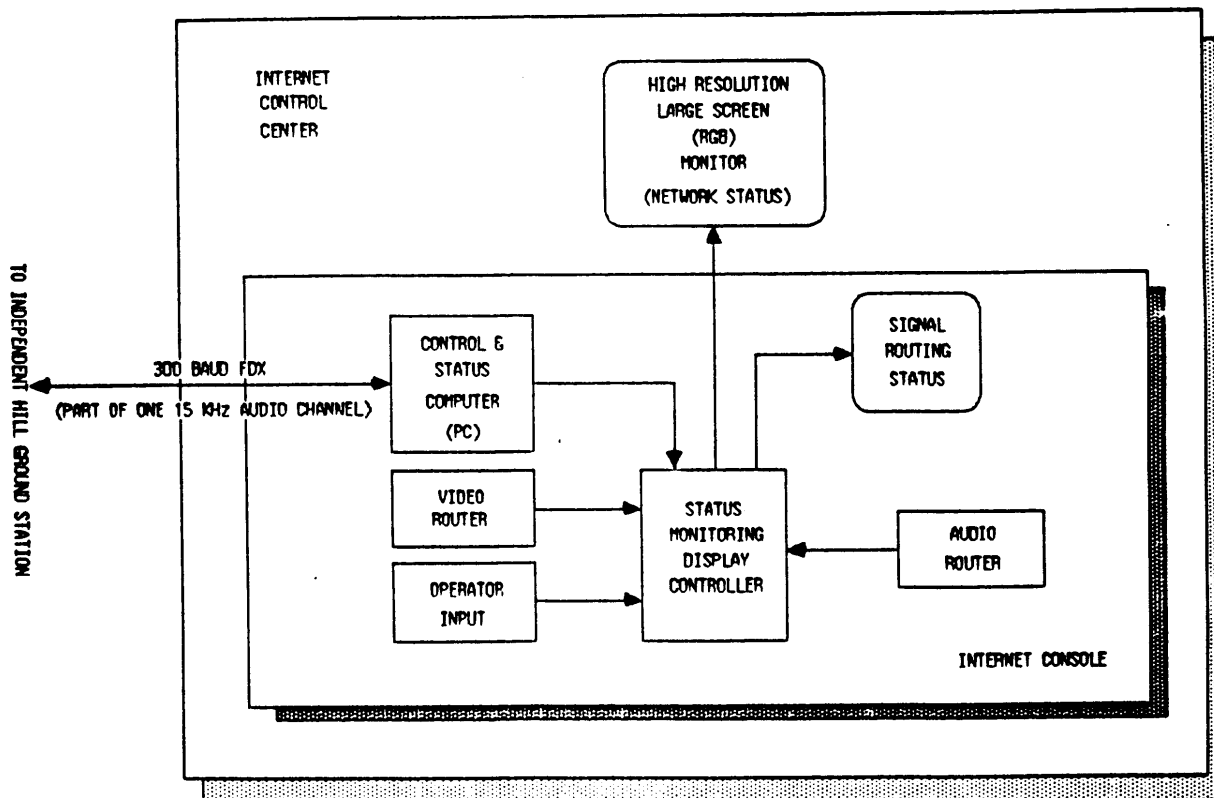 INTERNET
CONTROL
CENTER
HIGH RESOLUTION
LARGE SCREEN
(RGB)
MONITOR
(NETWORK STATUS)
TO INDEPENDENT HILL GROUND STATION
300 BAUD FDX
(PART OF ONE 15 KHz AUDIO CHANNEL)
CONTROL &
STATUS
COMPUTER
(PC)
SIGNAL
ROUTING
STATUS
VIDEO
ROUTER
STATUS
MONITORING
DISPLAY
CONTROLLER
AUDIO
ROUTER
OPERATOR
INPUT
INTERNET CONSOLE